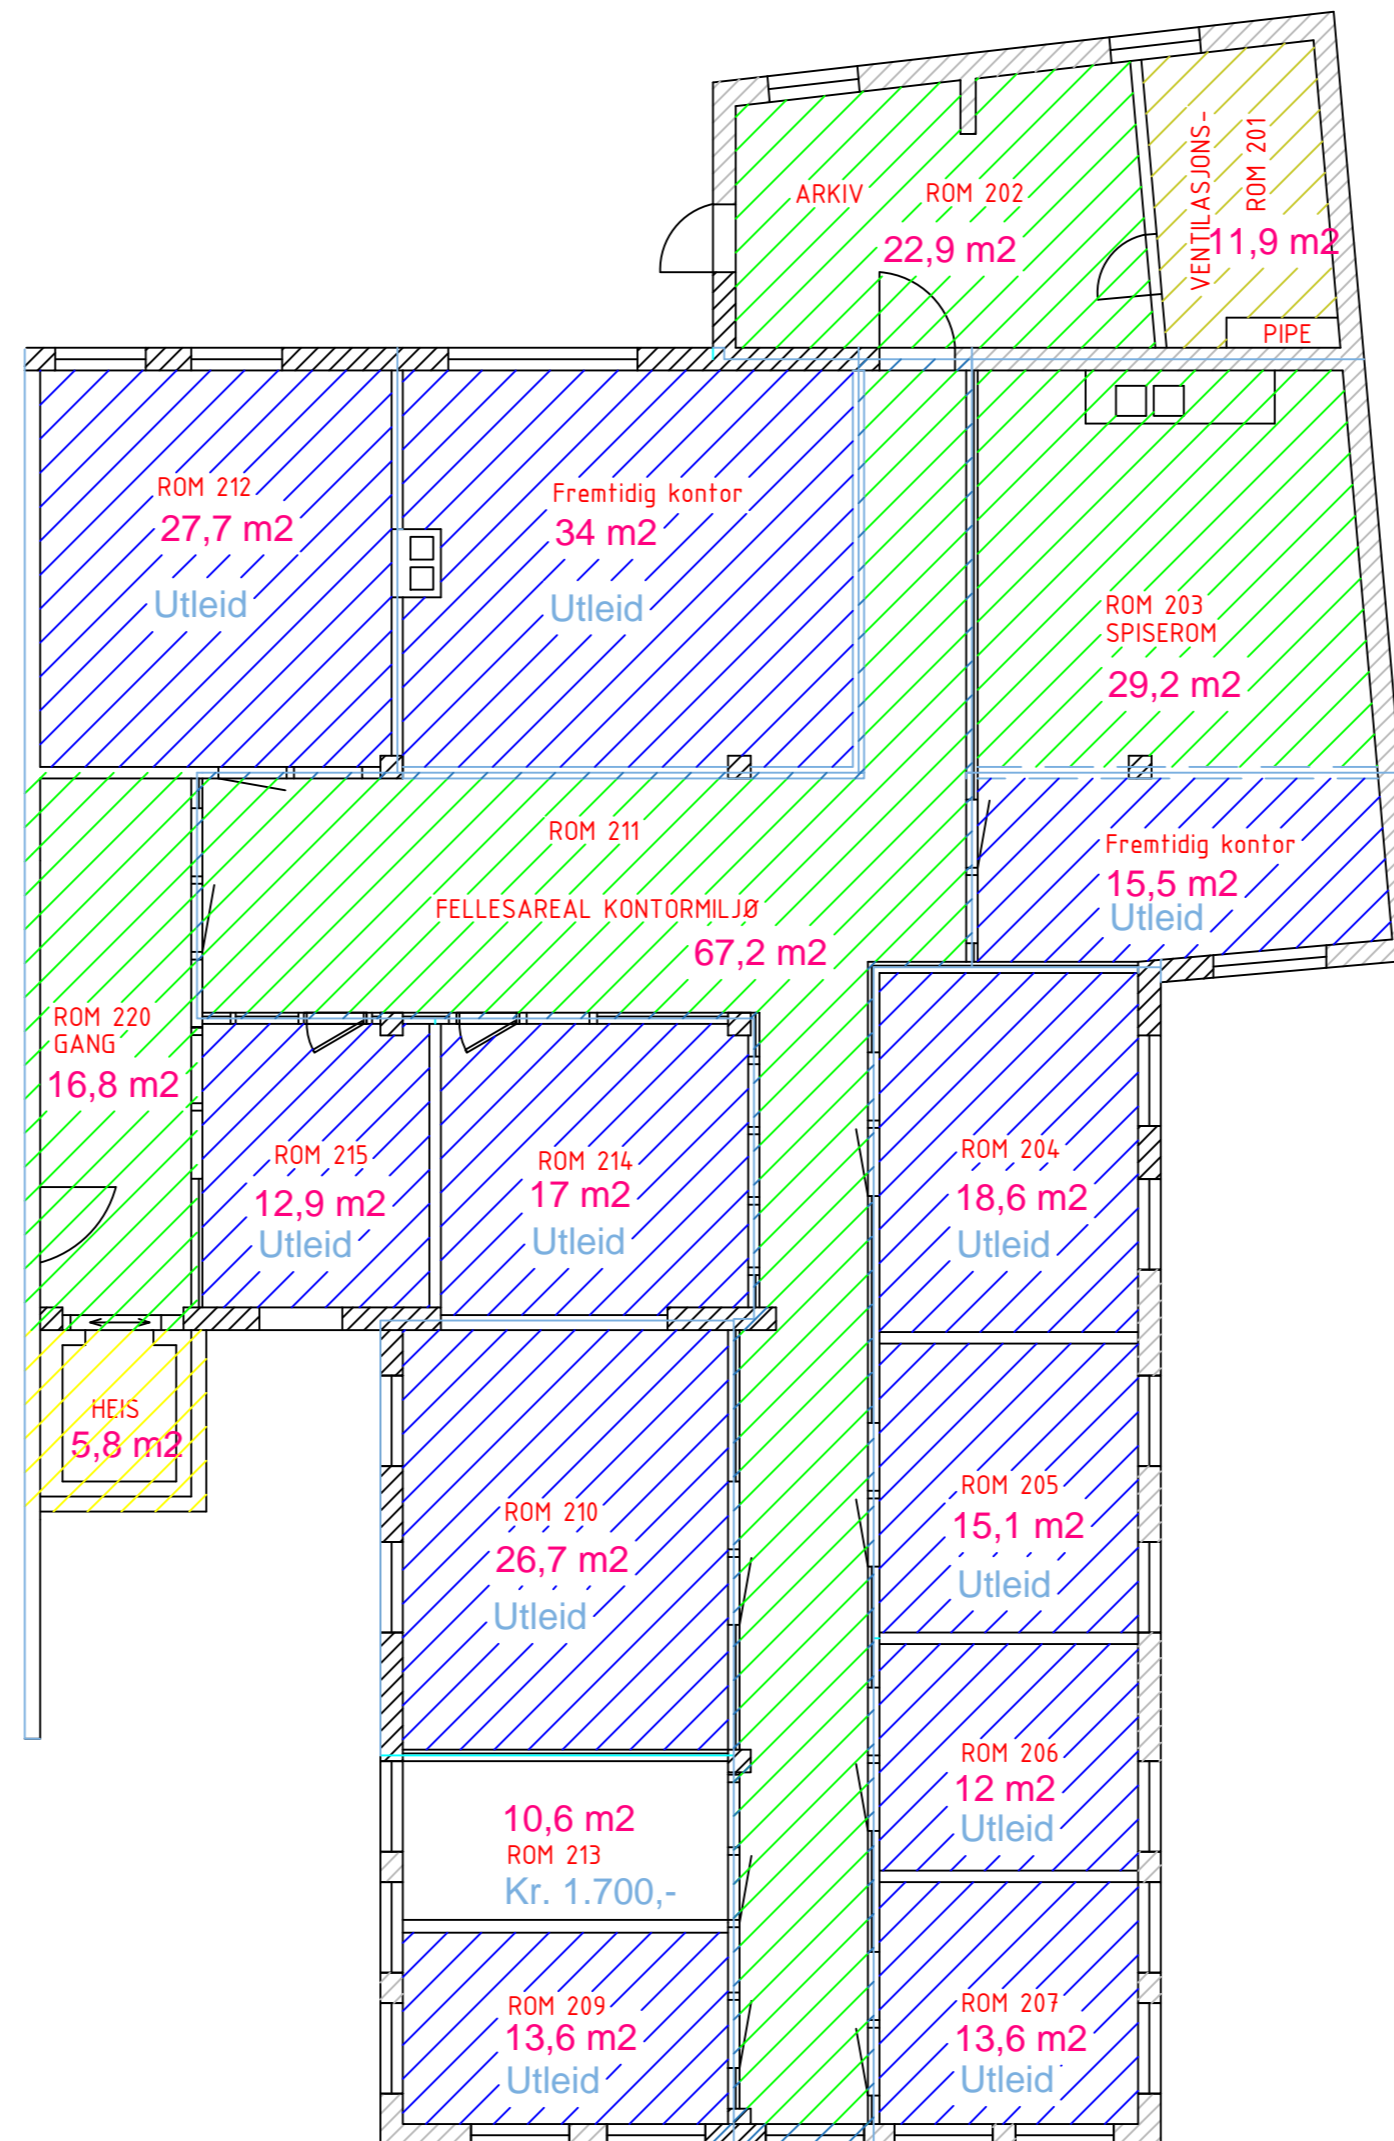 VENTILASJONS-
ROM 201
11,9 m2
PIPE
ARKIV
ROM 202
22,9 m2
ROM 212
27,7 m2
Utleid
Fremtidig kontor
34 m2
Utleid
ROM 203
SPISEROM
29,2 m2
ROM 211
FELLESAREAL KONTORMILJØ
67,2 m2
Fremtidig kontor
15,5 m2
Utleid
ROM 220
GANG
16,8 m2
ROM 215
12,9 m2
Utleid
ROM 214
17 m2
Utleid
ROM 204
18,6 m2
Utleid
HEIS
5,8 m2
ROM 210
26,7 m2
Utleid
ROM 205
15,1 m2
Utleid
ROM 206
12 m2
Utleid
10,6 m2
ROM 213
Kr. 1.700,-
ROM 209
13,6 m2
Utleid
ROM 207
13,6 m2
Utleid